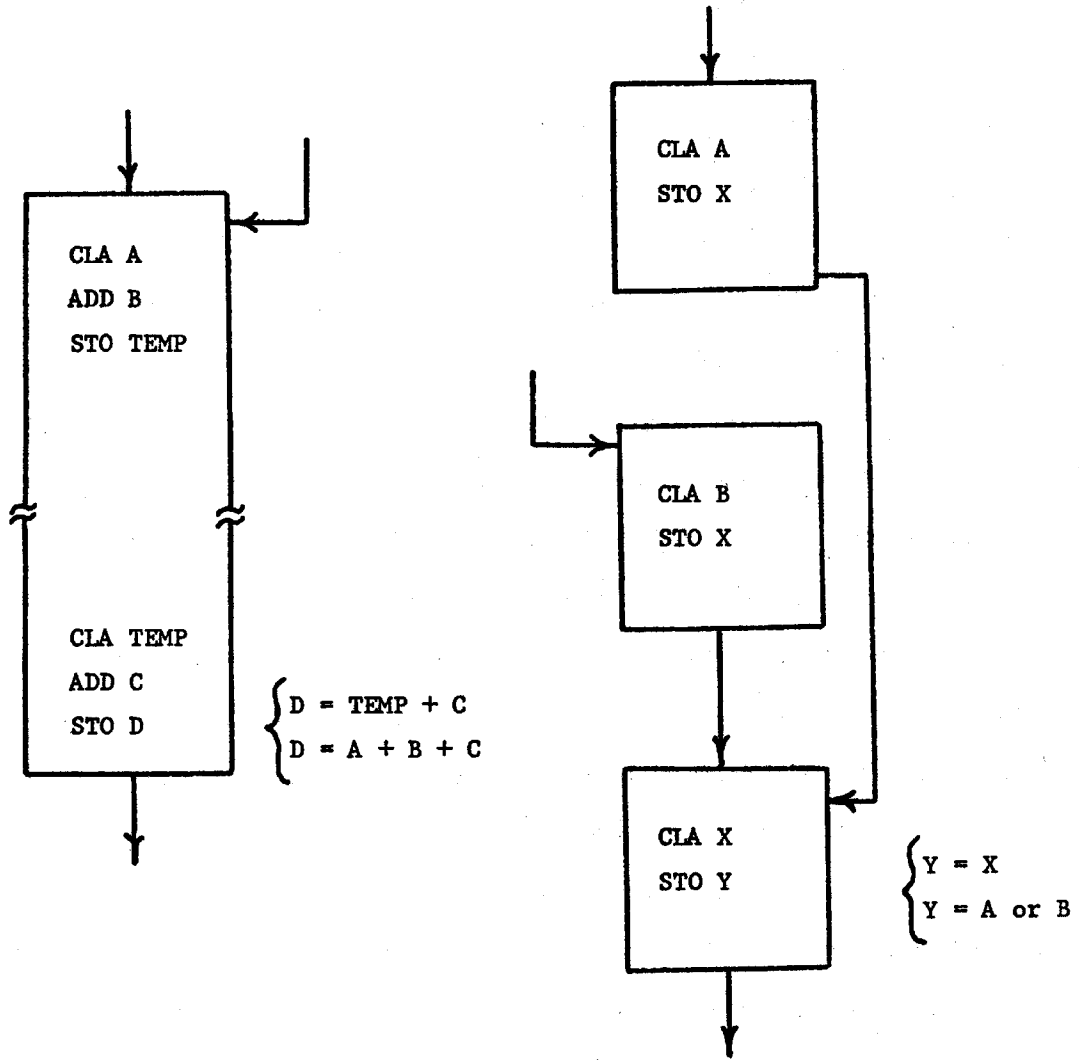 CLA A
ADD B
STO TEMP
CLA TEMP
ADD C
STO D
D = TEMP + C
D = A + B + C
CLA A
STO X
CLA B
STO X
CLA X
STO Y
Y = X
Y = A or B